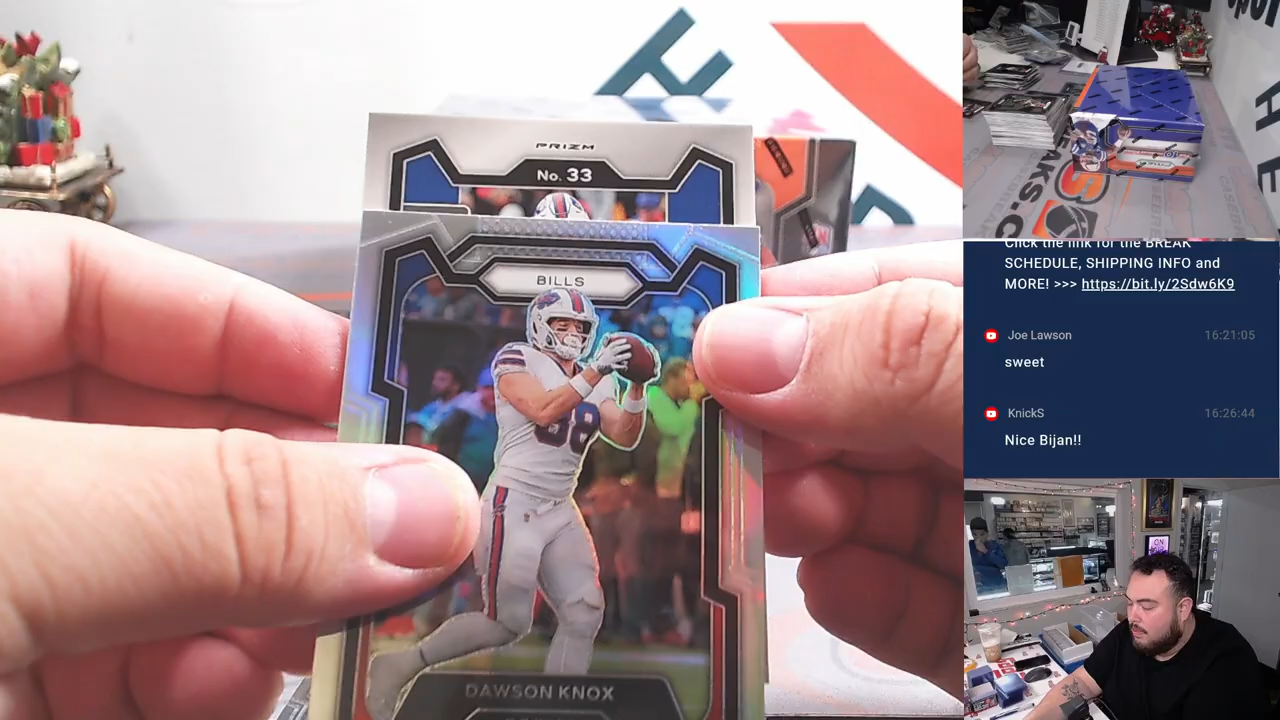 PRIZM
No. 33
BILLS
88
DAWSON KNOX
Click the link for the BREAK
SCHEDULE, SHIPPING INFO and
MORE! >>> https://bit.ly/2Sdw6K9
Joe Lawson 16:21:05
sweet
KnickS 16:26:44
Nice Bijan!!